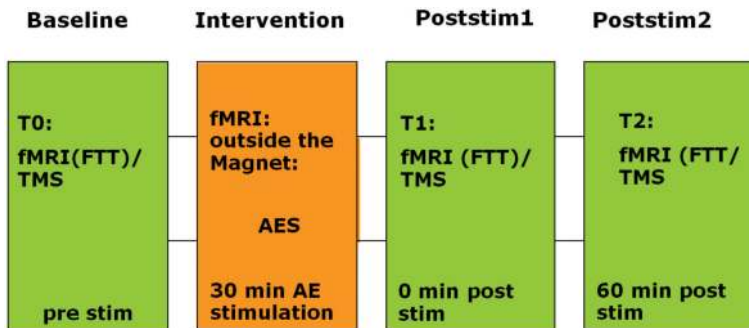 Baseline
Intervention
Poststim1
Poststim2
T0:
fMRI(FTT)/
TMS
pre stim
fMRI:
outside the
Magnet:
AES
30 min AE
stimulation
T1:
fMRI (FTT)/
TMS
0 min post
stim
T2:
fMRI (FTT/
TMS
60 min post
stim